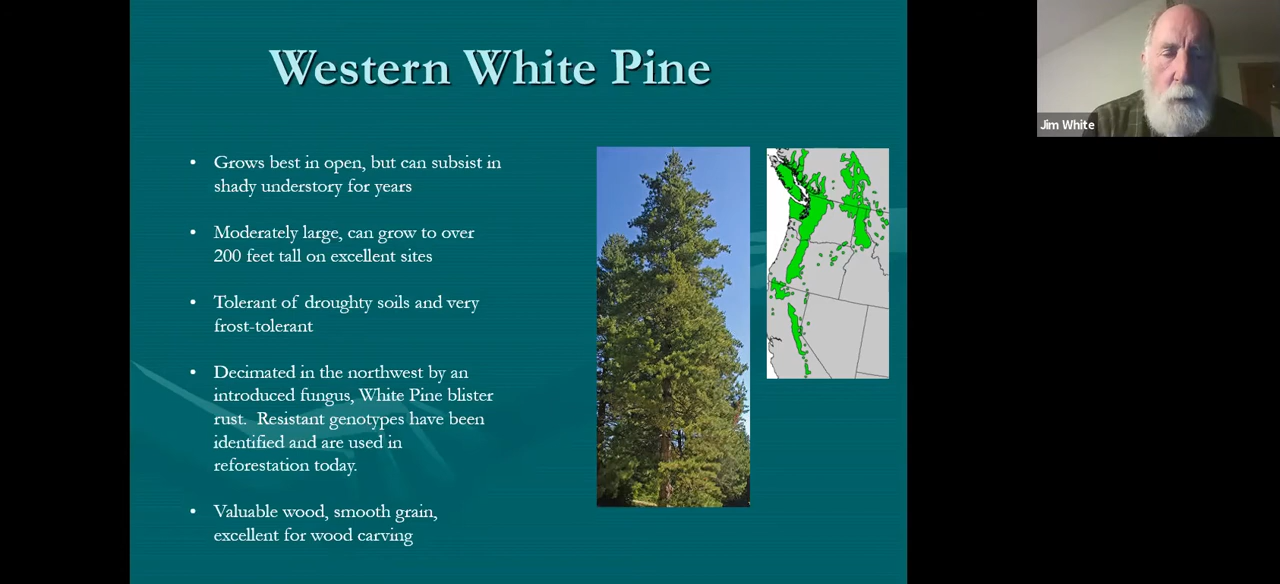 Western White Pine
• Grows best in open, but can subsist in
shady understory for years
• Moderately large, can grow to over
200 feet tall on excellent sites
• Tolerant of droughty soils and very
frost-tolerant
• Decimated in the northwest by an
introduced fungus, White Pine blister
rust.  Resistant genotypes have been
identified and are used in
reforestation today.
• Valuable wood, smooth grain,
excellent for wood carving
Jim White